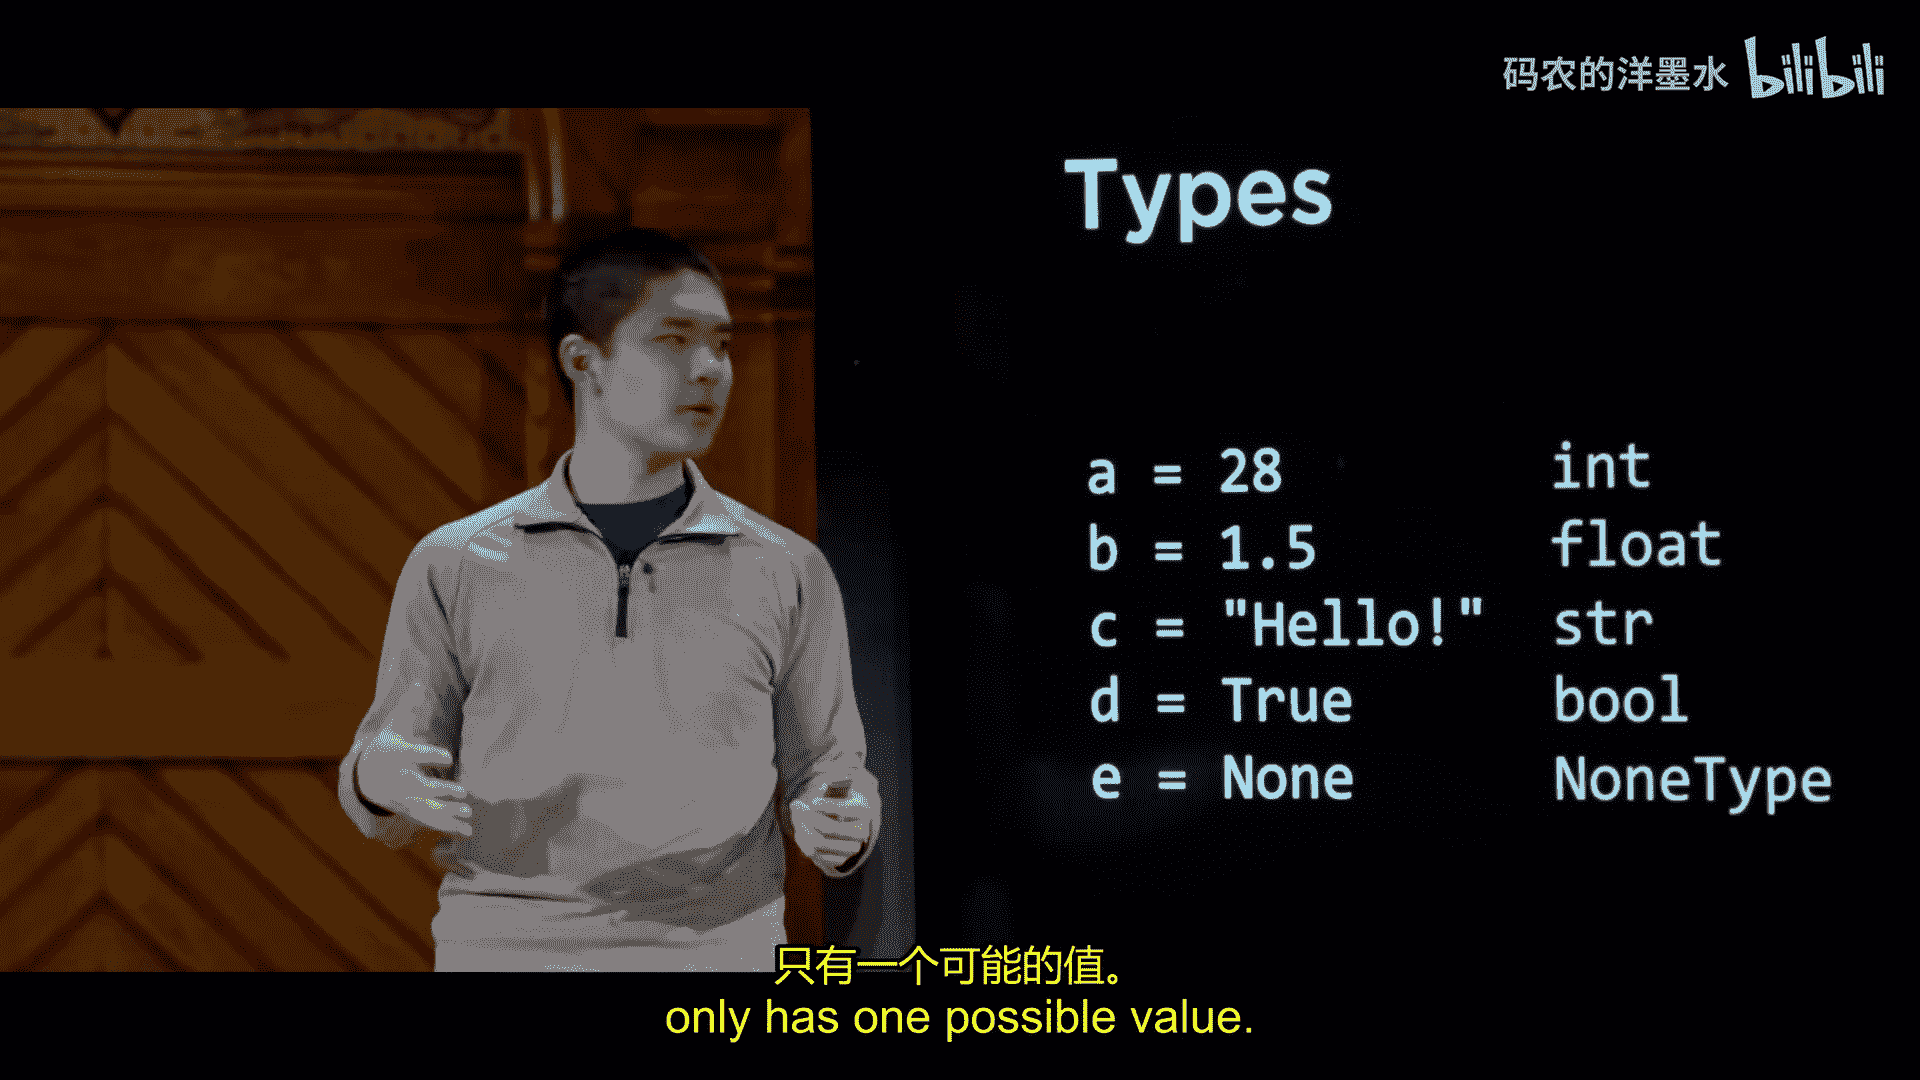 码农的洋墨水 bilibili
Types
a = 28 int
b = 1.5 float
c = "Hello!" str
d = True bool
e = None NoneType
只有一个可能的值。
only has one possible value.